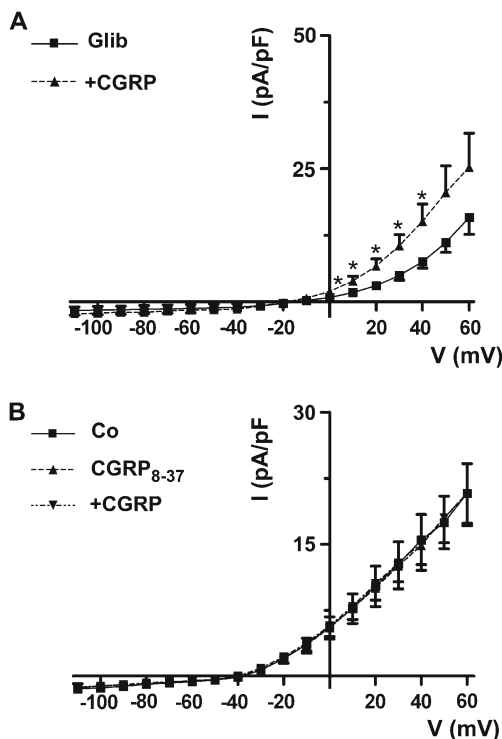 A
Glib
+CGRP
I (pA/pF)
50
25
* * * * *
-100 -80 -60 -40 -20 20 40 60
V (mV)
B
Co
CGRP8-37
+CGRP
I (pA/pF
30
15
-100 -80 -60 -40 -20 20 40 60
V (mV)